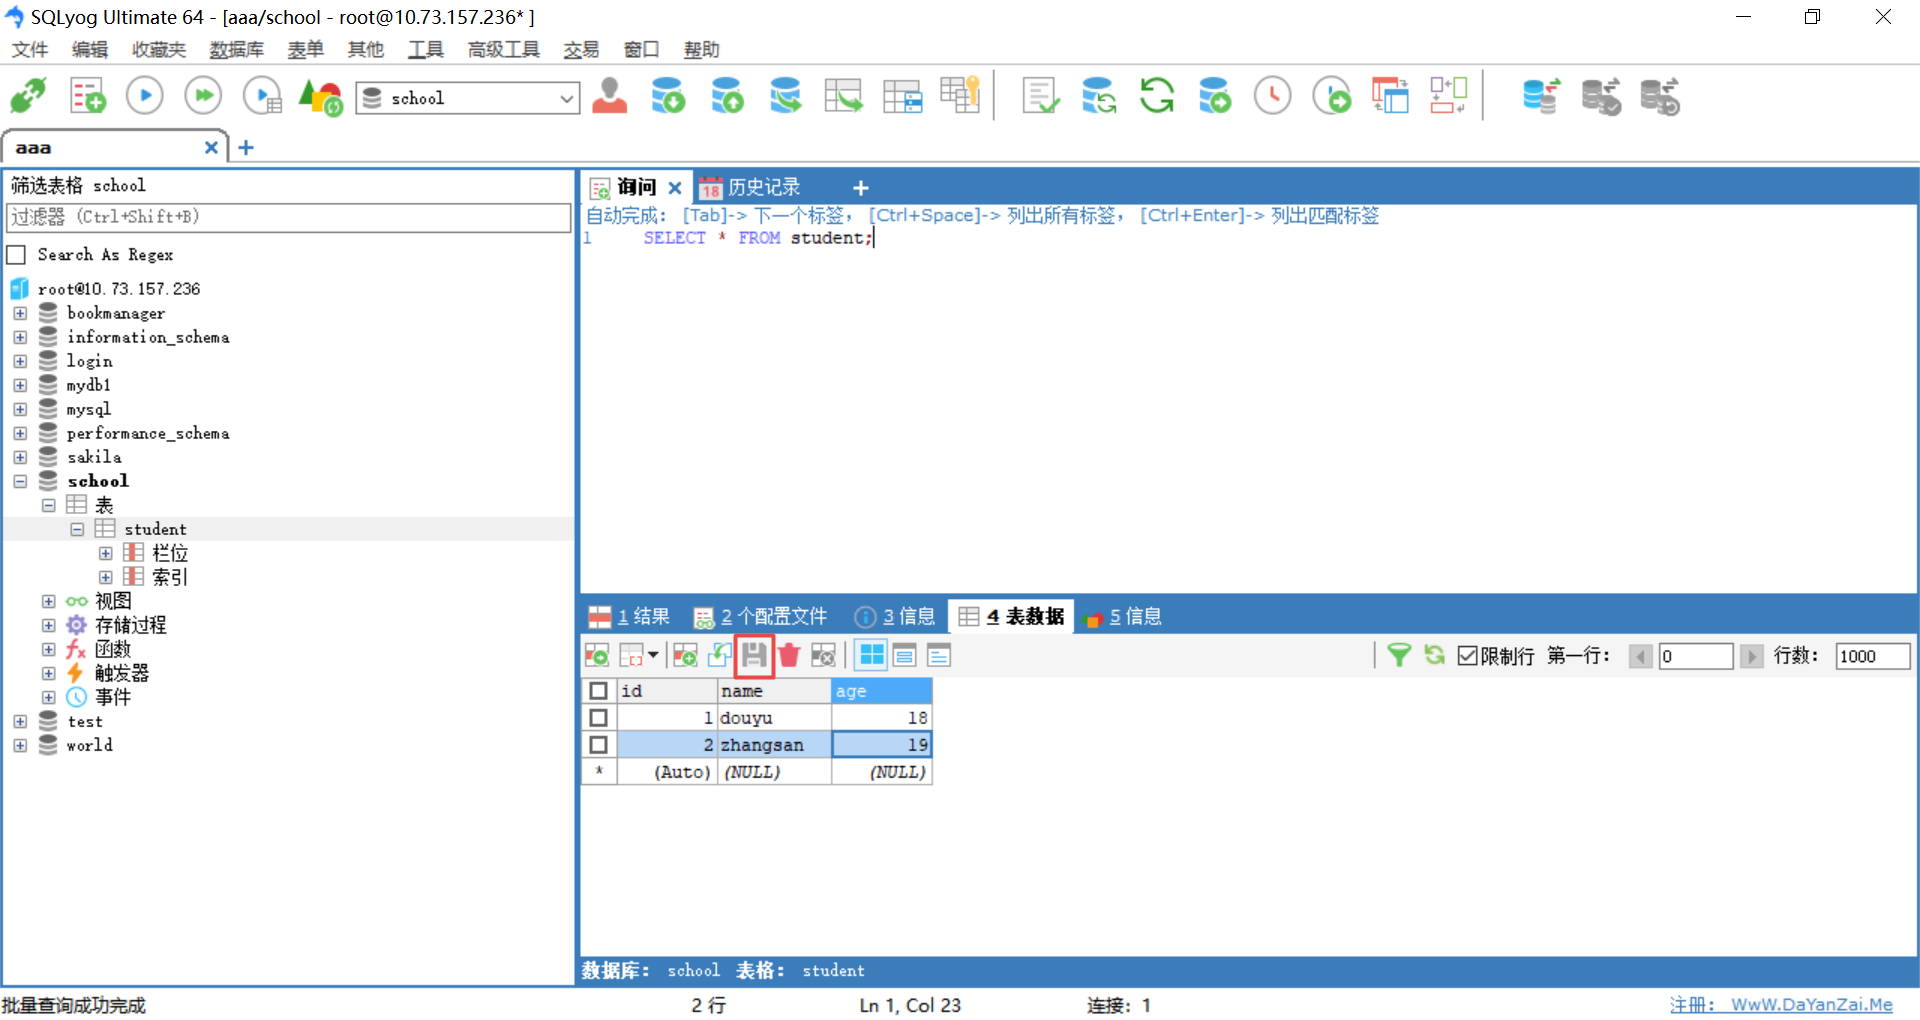 SQLyog Ultimate 64 - [aaa/school - root@10.73.157.236* ]
文件 编辑 收藏夹 数据库 表单 其他 工具 高级工具 交易 窗口 帮助
school
aaa
筛选表格 school
过滤器 (Ctrl+Shift+B)
Search As Regex
root@10.73.157.236
bookmanager
information_schema
login
mydb1
mysql
performance_schema
sakila
school
表
student
栏位
索引
视图
存储过程
函数
触发器
事件
test
world
询问 18 历史记录
自动完成: [Tab]-> 下一个标签, [Ctrl+Space]-> 列出所有标签, [Ctrl+Enter]-> 列出匹配标签
1 SELECT * FROM student;
1 结果 2 个配置文件 3 信息 4 表数据 5 信息
限制行 第一行: 0 行数: 1000
id name age
1 douyu 18
2 zhangsan 19
* (Auto) (NULL) (NULL)
数据库: school 表格: student
批量查询成功完成 2 行 Ln 1, Col 23 连接: 1 注册: WwW.DaYanZai.Me